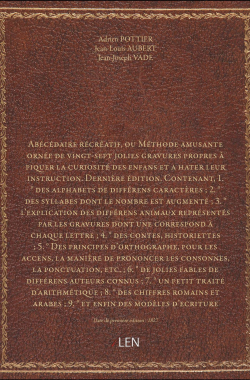 Adrien POTTIER
Jean-Louis AUBERT
Jean-Joseph VADE
Abécédaire récréatif, ou Méthode amusante
ornée de vingt-sept jolies gravures propres à
piquer la curiosité des enfans et à hâter leur
instruction. Dernière édition. Contenant, 1.
° des alphabets de différens caractères ; 2. °
des syllabes dont le nombre est augmenté ; 3. °
l'explication des différens animaux représentés
par les gravures dont une correspond à
chaque lettre ; 4. ° des contes, historiettes
; 5. ° Des principes d'orthographe, pour les
accens, la manière de prononcer les consonnes,
la ponctuation, etc. ; 6. ° de jolies fables de
différens auteurs connus ; 7. ° un petit traité
d'arithmétique ; 8. ° des chiffres romains et
arabes ; 9. ° et enfin des modèles d'écriture
LEN